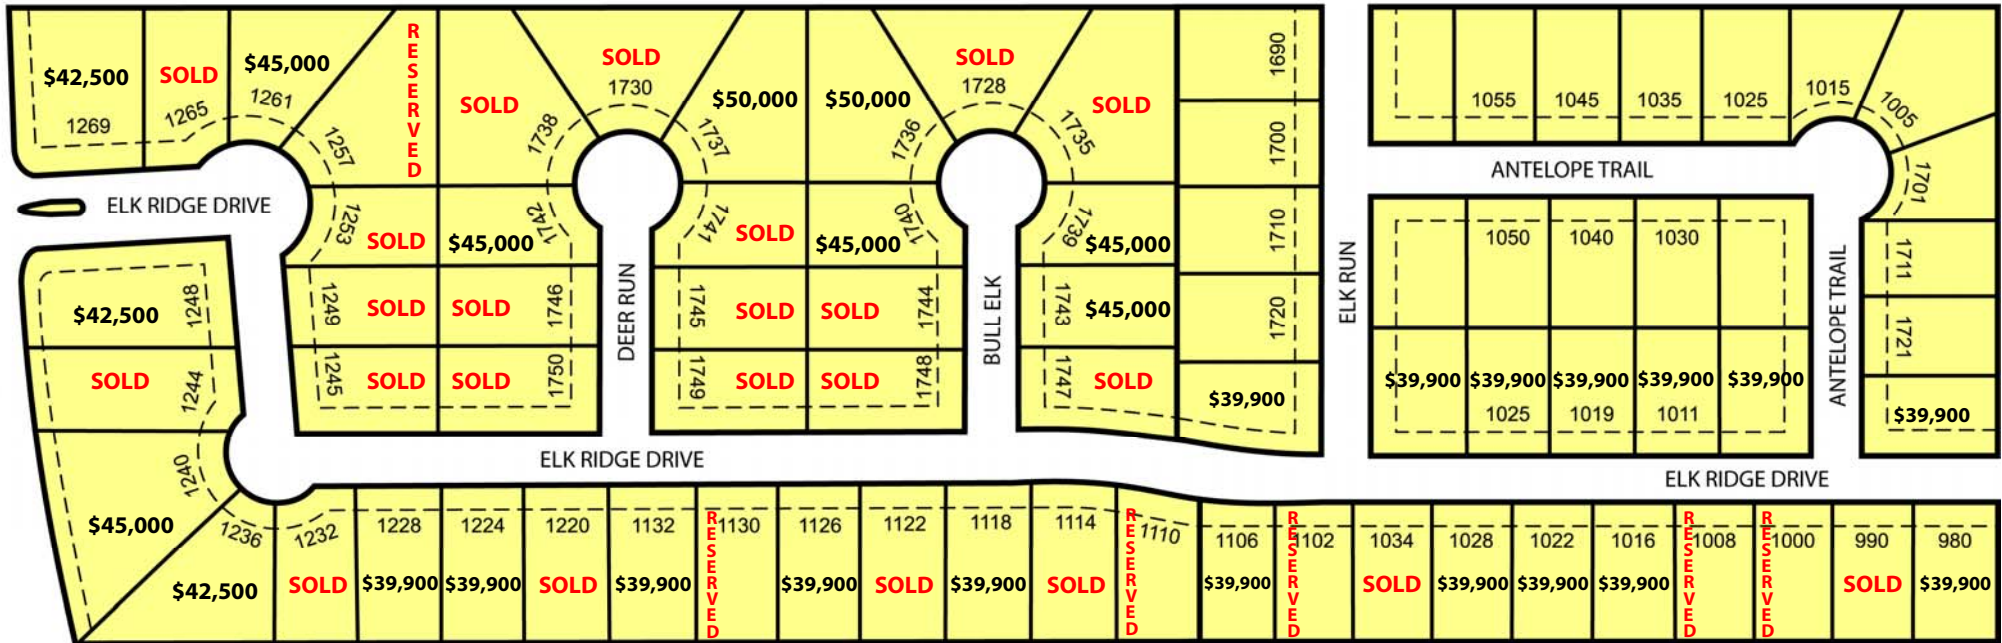 $42,500
1269
SOLD
1265
$45,000
1261
RESERVED
1257
SOLD
1738
SOLD
1730
$50,000
1737
$50,000
1736
SOLD
1728
SOLD
1735
1690
1700
1710
1720
$39,900
ELK RIDGE DRIVE
1253
SOLD
$45,000
1742
1741
SOLD
$45,000
1740
1739
$45,000
1249
SOLD
SOLD
1746
DEER RUN
1745
SOLD
SOLD
1744
BULL ELK
1743
$45,000
1245
SOLD
SOLD
1750
1749
SOLD
SOLD
1748
1747
SOLD
ELK RUN
1055
1045
1035
1025
1015
1005
1701
ANTELOPE TRAIL
1050
1040
1030
ANTELOPE TRAIL
1711
1721
$39,900
$39,900
$39,900
$39,900
$39,900
$39,900
1025
1019
1011
$42,500
1248
SOLD
1244
1240
$45,000
ELK RIDGE DRIVE
ELK RIDGE DRIVE
1236
$42,500
1232
SOLD
1228
$39,900
1224
$39,900
1220
SOLD
1132
$39,900
1130
RESERVED
1126
$39,900
1122
SOLD
1118
$39,900
1114
SOLD
1110
RESERVED
1106
$39,900
1102
RESERVED
1034
SOLD
1028
$39,900
1022
$39,900
1016
$39,900
1008
RESERVED
1000
RESERVED
990
SOLD
980
$39,900